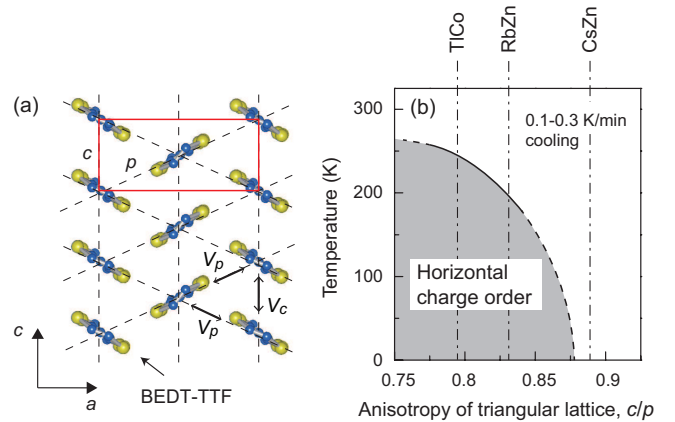 (a)
c
p
V_p
V_p
V_c
c
a
BEDT-TTF
TlCo
RbZn
CsZn
(b)
0.1-0.3 K/min
cooling
Temperature (K)
300
200
100
0
Horizontal
charge order
0.75
0.8
0.85
0.9
Anisotropy of triangular lattice, c/p